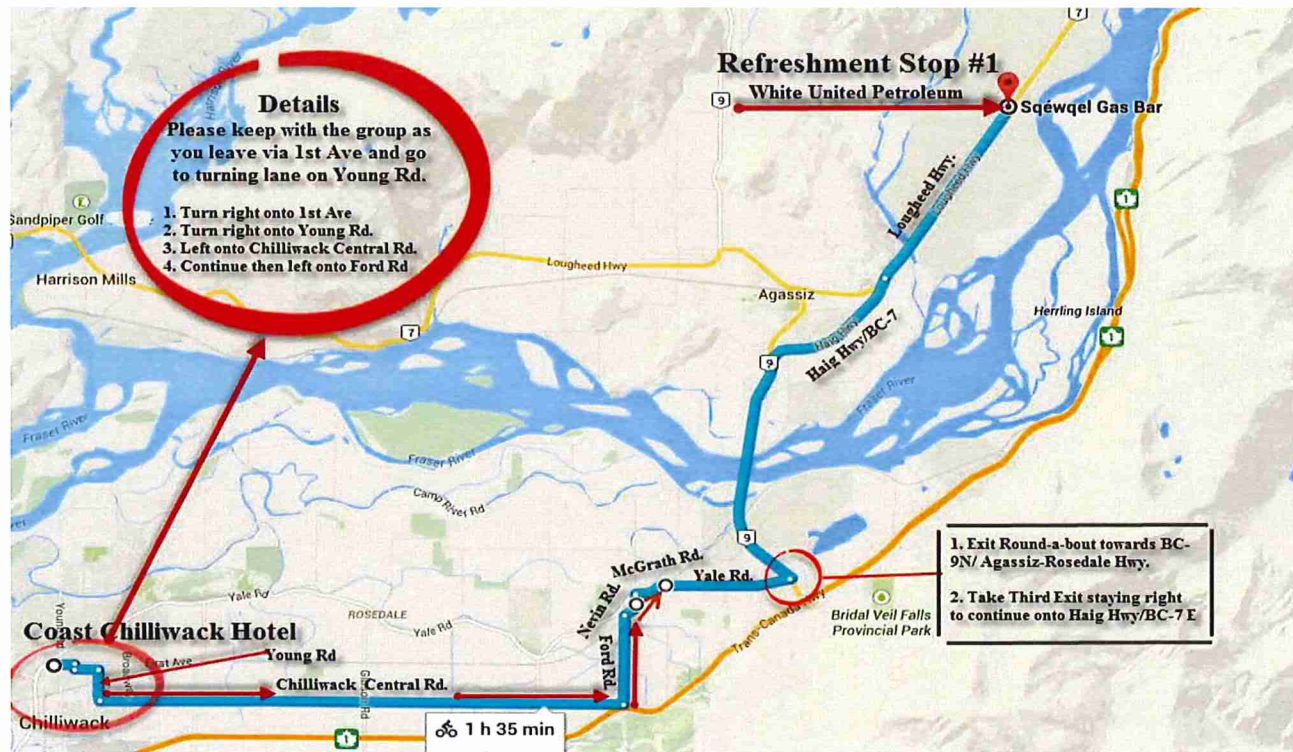 7
Refreshment Stop #1
9
White United Petroleum
Sqéwqel Gas Bar
Details
Please keep with the group as
you leave via 1st Ave and go
to turning lane on Young Rd.
1. Turn right onto 1st Ave
2. Turn right onto Young Rd.
3. Left onto Chilliwack Central Rd.
4. Continue then left onto Ford Rd
Sandpiper Golf
Harrison Mills
7
Lougheed Hwy
Agassiz
Lougheed Hwy.
Lougheed Hwy
1
Herrling Island
1
9
Haig Hwy
Haig Hwy/BC-7
Fraser River
Fraser River
Fraser River
Camp River Rd
9
McGrath Rd.
Yale Rd.
Nevin Rd.
Ford Rd.
1. Exit Round-a-bout towards BC-
9N/ Agassiz-Rosedale Hwy.
2. Take Third Exit staying right
to continue onto Haig Hwy/BC-7 E
Bridal Veil Falls
Provincial Park
Trans-Canada Hwy
Yale Rd
ROSEDALE
Yale Rd
Coast Chilliwack Hotel
First Ave
Young Rd
Chilliwack Central Rd.
Gibson Rd
Chilliwack
1
1 h 35 min